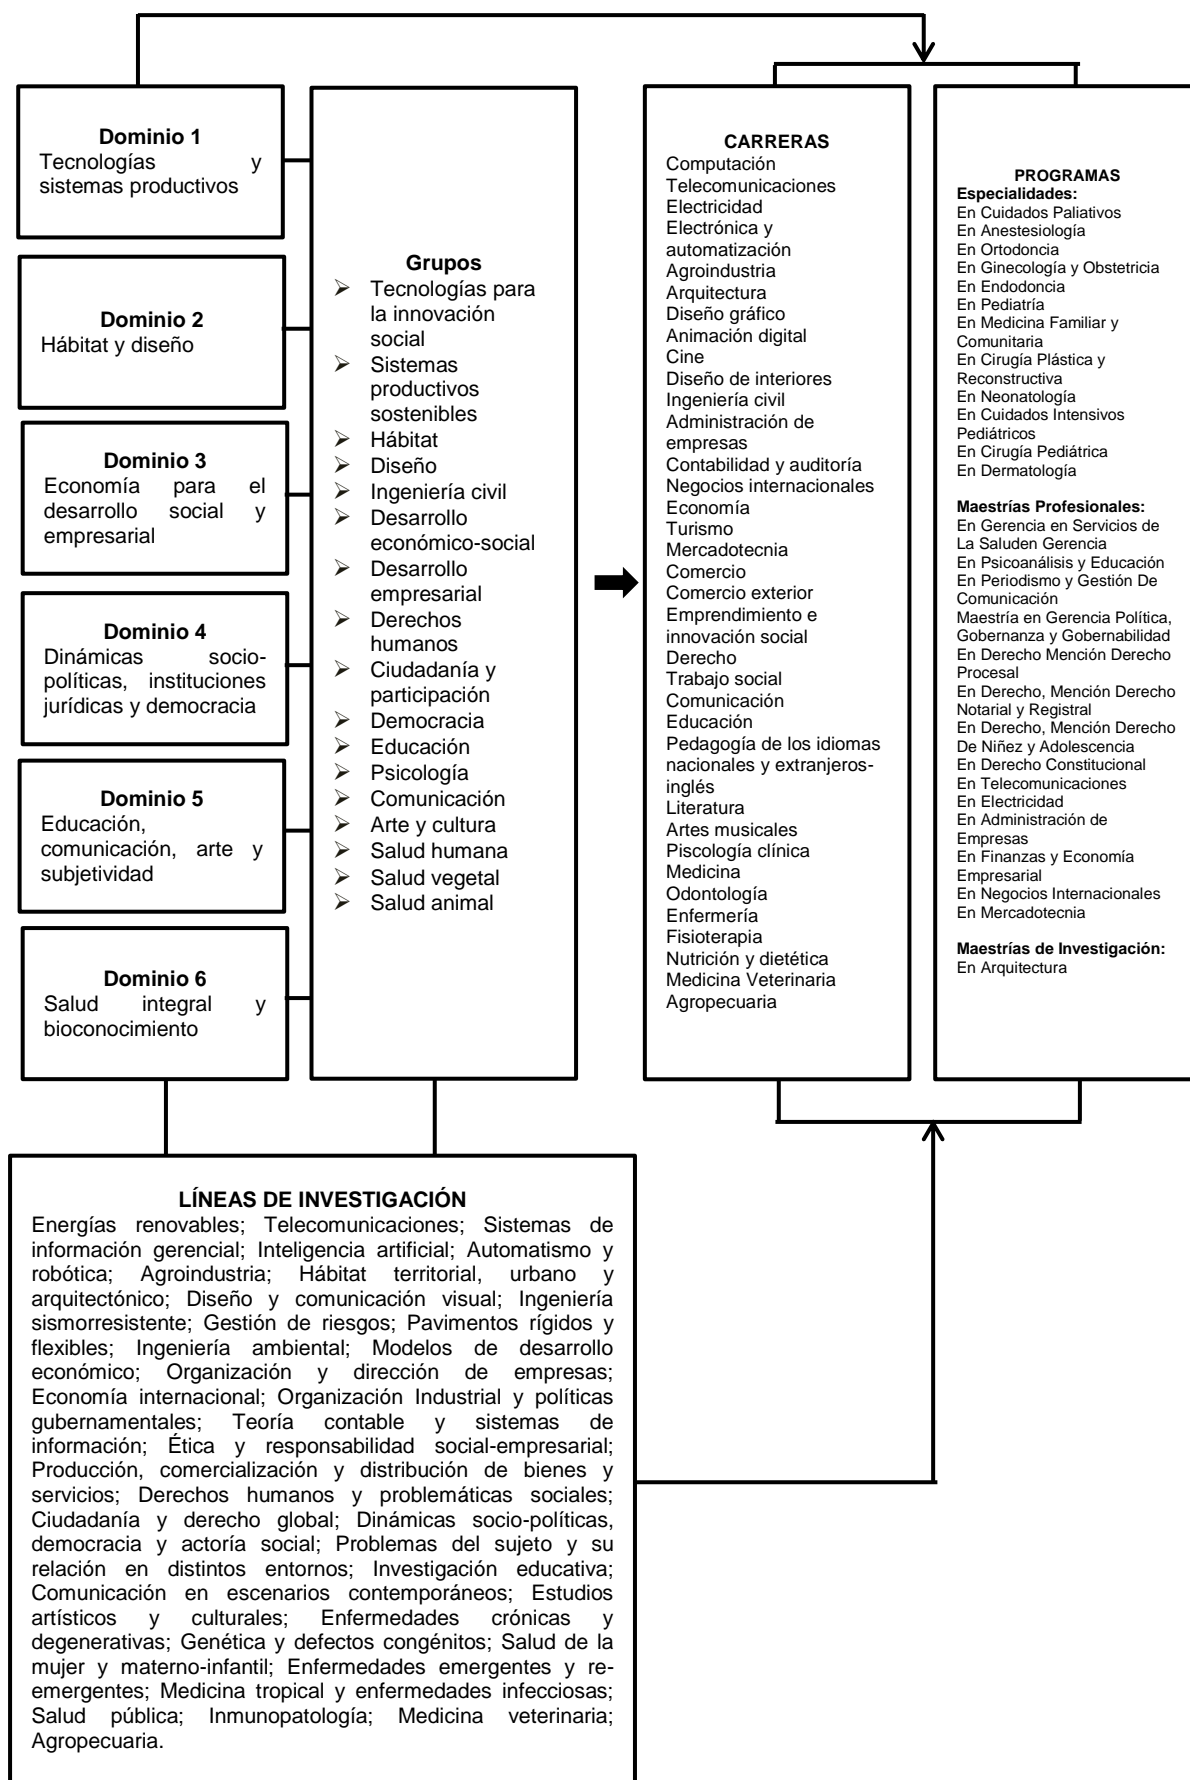 Dominio 1
Tecnologías y
sistemas productivos
Dominio 2
Hábitat y diseño
Dominio 3
Economía para el
desarrollo social y
empresarial
Dominio 4
Dinámicas socio-
políticas, instituciones
jurídicas y democracia
Dominio 5
Educación,
comunicación, arte y
subjetividad
Dominio 6
Salud integral y
bioconocimiento
Grupos
➢ Tecnologías para
la innovación
social
➢ Sistemas
productivos
sostenibles
➢ Hábitat
➢ Diseño
➢ Ingeniería civil
➢ Desarrollo
económico-social
➢ Desarrollo
empresarial
➢ Derechos
humanos
➢ Ciudadanía y
participación
➢ Democracia
➢ Educación
➢ Psicología
➢ Comunicación
➢ Arte y cultura
➢ Salud humana
➢ Salud vegetal
➢ Salud animal
CARRERAS
Computación
Telecomunicaciones
Electricidad
Electrónica y
automatización
Agroindustria
Arquitectura
Diseño gráfico
Animación digital
Cine
Diseño de interiores
Ingeniería civil
Administración de
empresas
Contabilidad y auditoría
Negocios internacionales
Economía
Turismo
Mercadotecnia
Comercio
Comercio exterior
Emprendimiento e
innovación social
Derecho
Trabajo social
Comunicación
Educación
Pedagogía de los idiomas
nacionales y extranjeros-
inglés
Literatura
Artes musicales
Piscología clínica
Medicina
Odontología
Enfermería
Fisioterapia
Nutrición y dietética
Medicina Veterinaria
Agropecuaria
PROGRAMAS
Especialidades:
En Cuidados Paliativos
En Anestesiología
En Ortodoncia
En Ginecología y Obstetricia
En Endodoncia
En Pediatría
En Medicina Familiar y
Comunitaria
En Cirugía Plástica y
Reconstructiva
En Neonatología
En Cuidados Intensivos
Pediátricos
En Cirugía Pediátrica
En Dermatología
Maestrías Profesionales:
En Gerencia en Servicios de
La Saluden Gerencia
En Psicoanálisis y Educación
En Periodismo y Gestión De
Comunicación
Maestría en Gerencia Política,
Gobernanza y Gobernabilidad
En Derecho Mención Derecho
Procesal
En Derecho, Mención Derecho
Notarial y Registral
En Derecho, Mención Derecho
De Niñez y Adolescencia
En Derecho Constitucional
En Telecomunicaciones
En Electricidad
En Administración de
Empresas
En Finanzas y Economía
Empresarial
En Negocios Internacionales
En Mercadotecnia
Maestrías de Investigación:
En Arquitectura
LÍNEAS DE INVESTIGACIÓN
Energías renovables; Telecomunicaciones; Sistemas de
información gerencial; Inteligencia artificial; Automatismo y
robótica; Agroindustria; Hábitat territorial, urbano y
arquitectónico; Diseño y comunicación visual; Ingeniería
sismorresistente; Gestión de riesgos; Pavimentos rígidos y
flexibles; Ingeniería ambiental; Modelos de desarrollo
económico; Organización y dirección de empresas;
Economía internacional; Organización Industrial y políticas
gubernamentales; Teoría contable y sistemas de
información; Ética y responsabilidad social-empresarial;
Producción, comercialización y distribución de bienes y
servicios; Derechos humanos y problemáticas sociales;
Ciudadanía y derecho global; Dinámicas socio-políticas,
democracia y actoría social; Problemas del sujeto y su
relación en distintos entornos; Investigación educativa;
Comunicación en escenarios contemporáneos; Estudios
artísticos y culturales; Enfermedades crónicas y
degenerativas; Genética y defectos congénitos; Salud de la
mujer y materno-infantil; Enfermedades emergentes y re-
emergentes; Medicina tropical y enfermedades infecciosas;
Salud pública; Inmunopatología; Medicina veterinaria;
Agropecuaria.